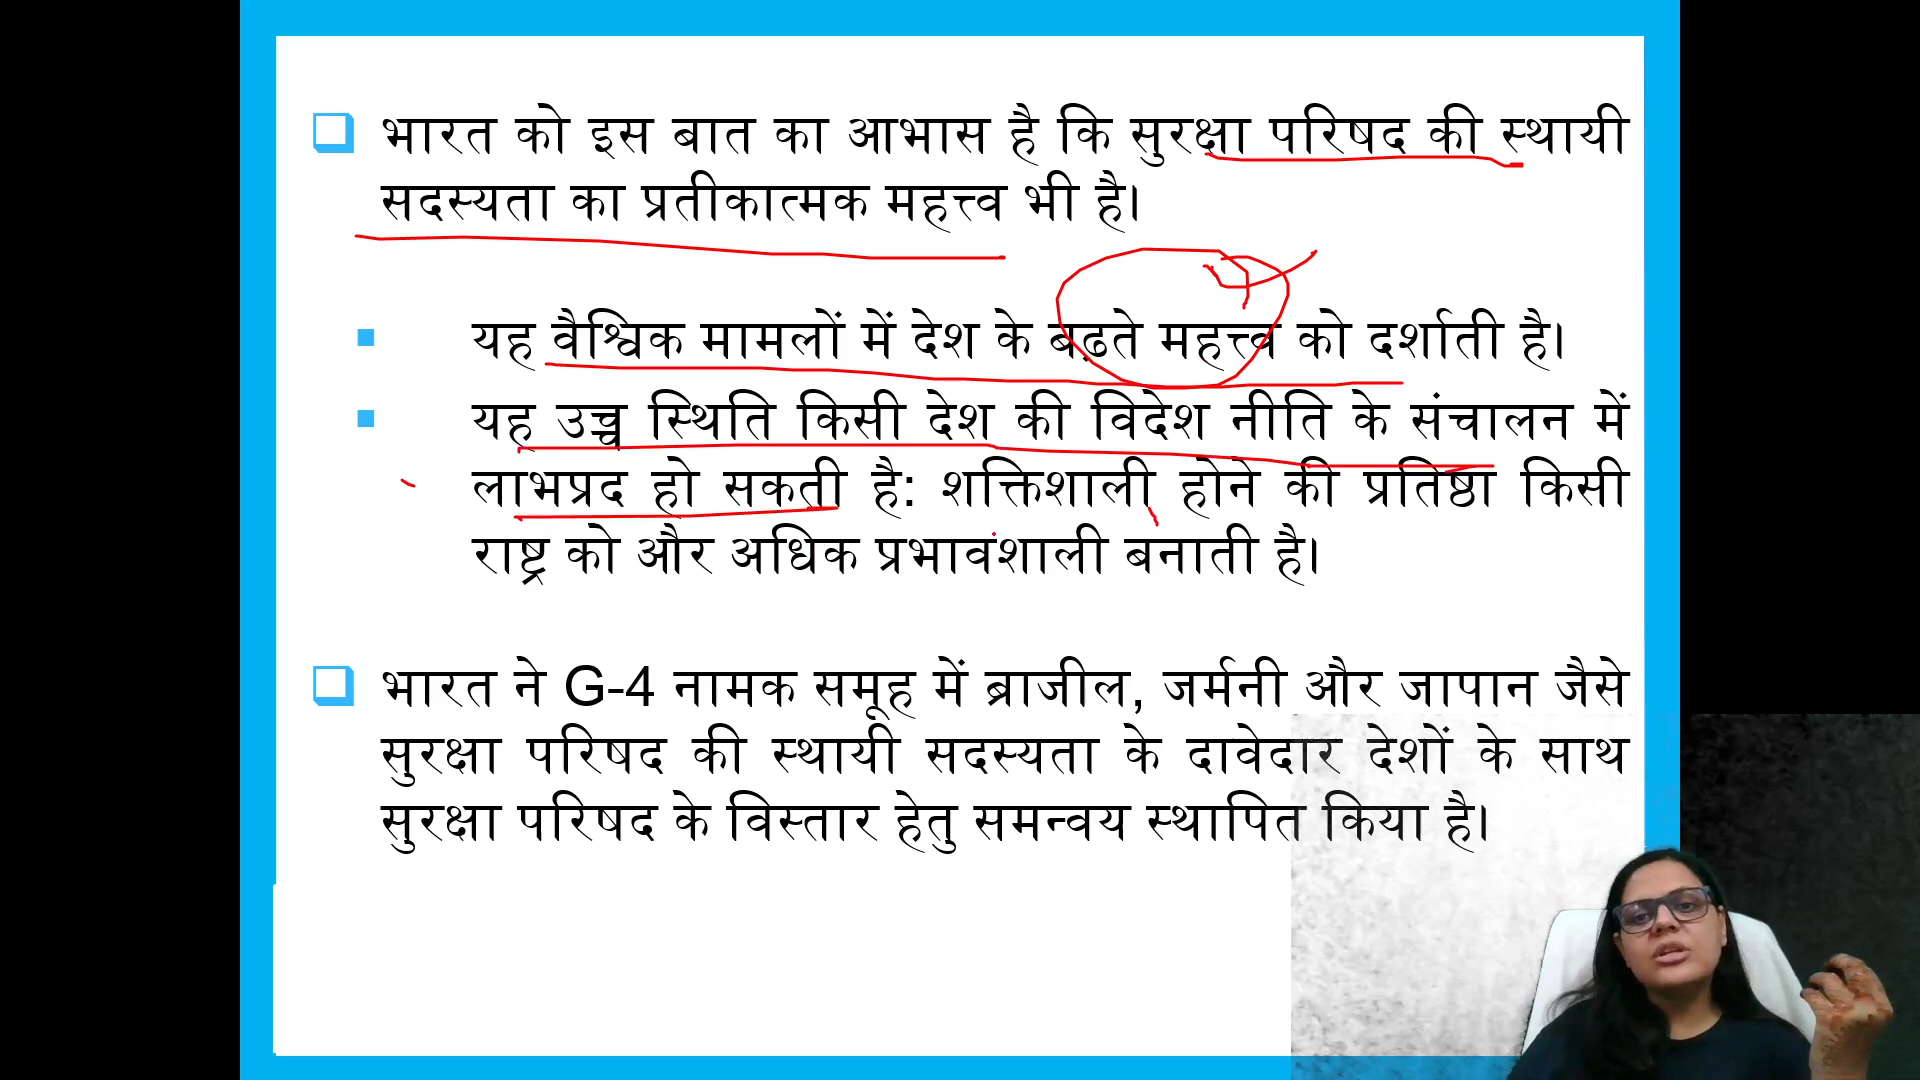 भारत को इस बात का आभास है कि सुरक्षा परिषद की स्थायी
सदस्यता का प्रतीकात्मक महत्त्व भी है।
यह वैश्विक मामलों में देश के बढ़ते महत्त्व को दर्शाती है।
यह उच्च स्थिति किसी देश की विदेश नीति के संचालन में
लाभप्रद हो सकती है: शक्तिशाली होने की प्रतिष्ठा किसी
राष्ट्र को और अधिक प्रभावशाली बनाती है।
भारत ने G-4 नामक समूह में ब्राजील, जर्मनी और जापान जैसे
सुरक्षा परिषद की स्थायी सदस्यता के दावेदार देशों के साथ
सुरक्षा परिषद के विस्तार हेतु समन्वय स्थापित किया है।